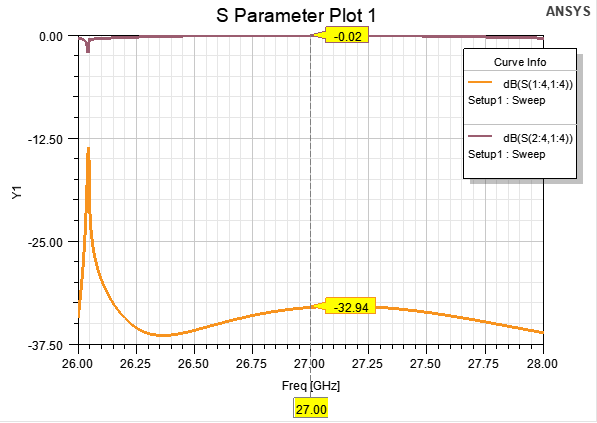 S Parameter Plot 1
ANSYS
0.00
-12.50
-25.00
-37.50
Y1
-0.02
-32.94
Curve Info
dB(S(1:4,1:4))
Setup1 : Sweep
dB(S(2:4,1:4))
Setup1 : Sweep
26.00 26.25 26.50 26.75 27.00 27.25 27.50 27.75 28.00
Freq [GHz]
27.00